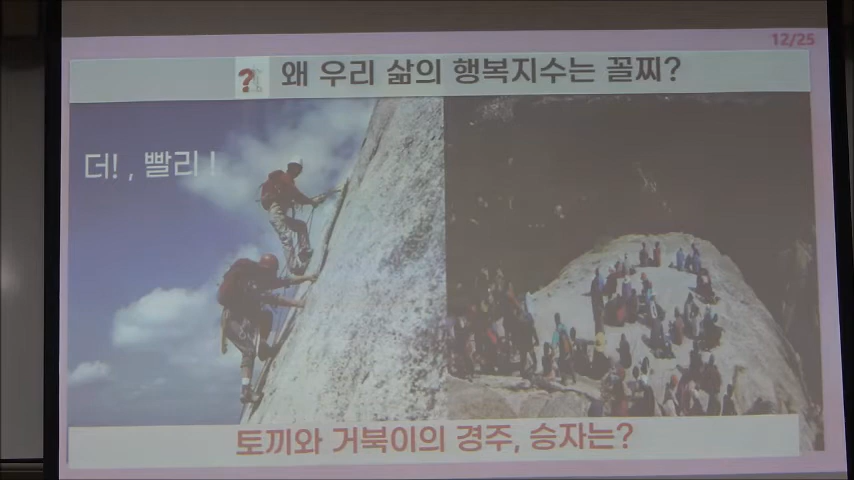 12/25
? 왜 우리 삶의 행복지수는 꼴찌?
더! , 빨리 !
토끼와 거북이의 경주, 승자는?